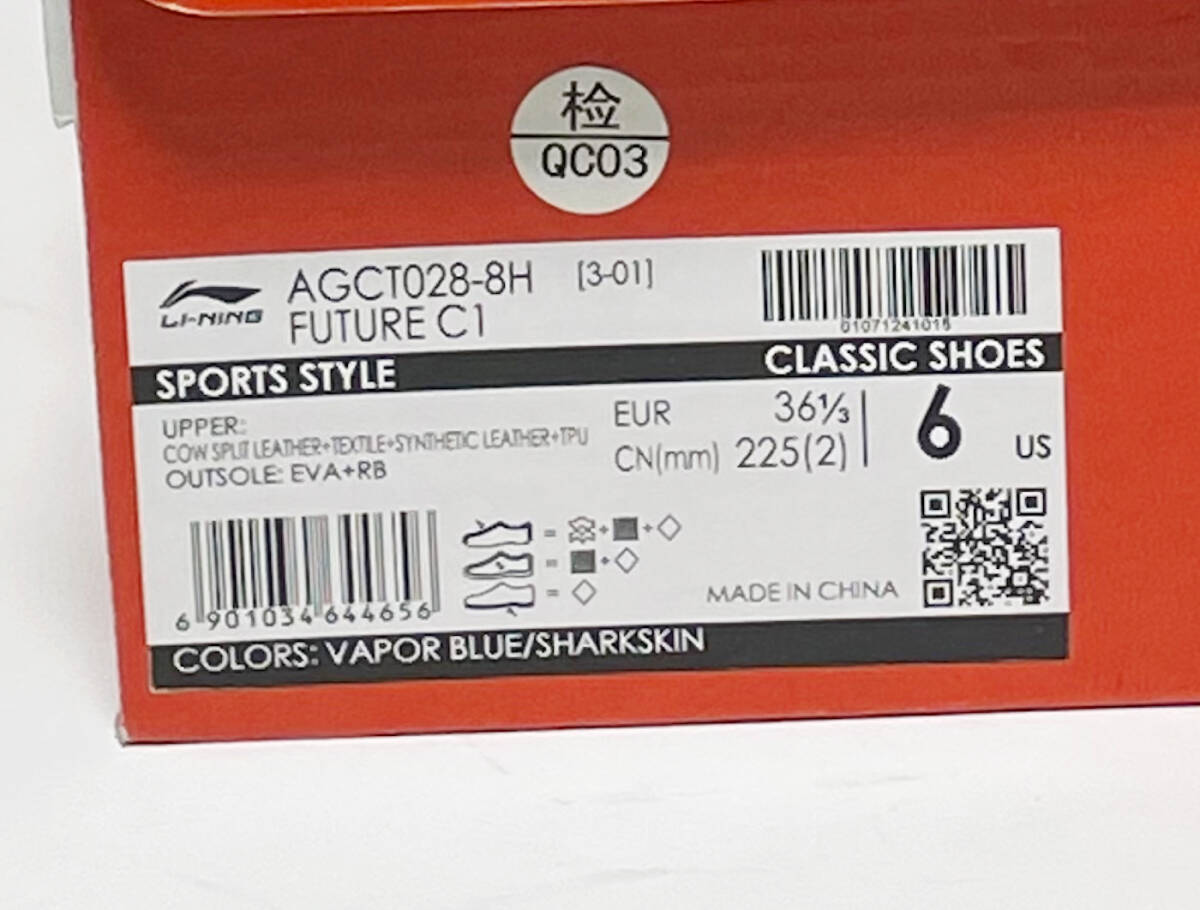 检
QC03
LI-NING
AGCT028-8H [3-01]
FUTURE C1
01071241015
SPORTS STYLE
CLASSIC SHOES
UPPER:
COW SPLIT LEATHER+TEXTILE+SYNTHETIC LEATHER+TPU
OUTSOLE: EVA+RB
EUR 36⅓
CN(mm) 225(2)
6 US
6 901034 644656
MADE IN CHINA
COLORS: VAPOR BLUE/SHARKSKIN